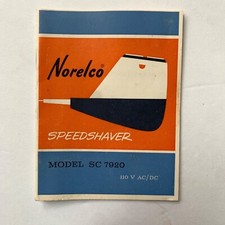 Norelco
SPEEDSHAVER
MODEL SC 7920
110 V AC/DC